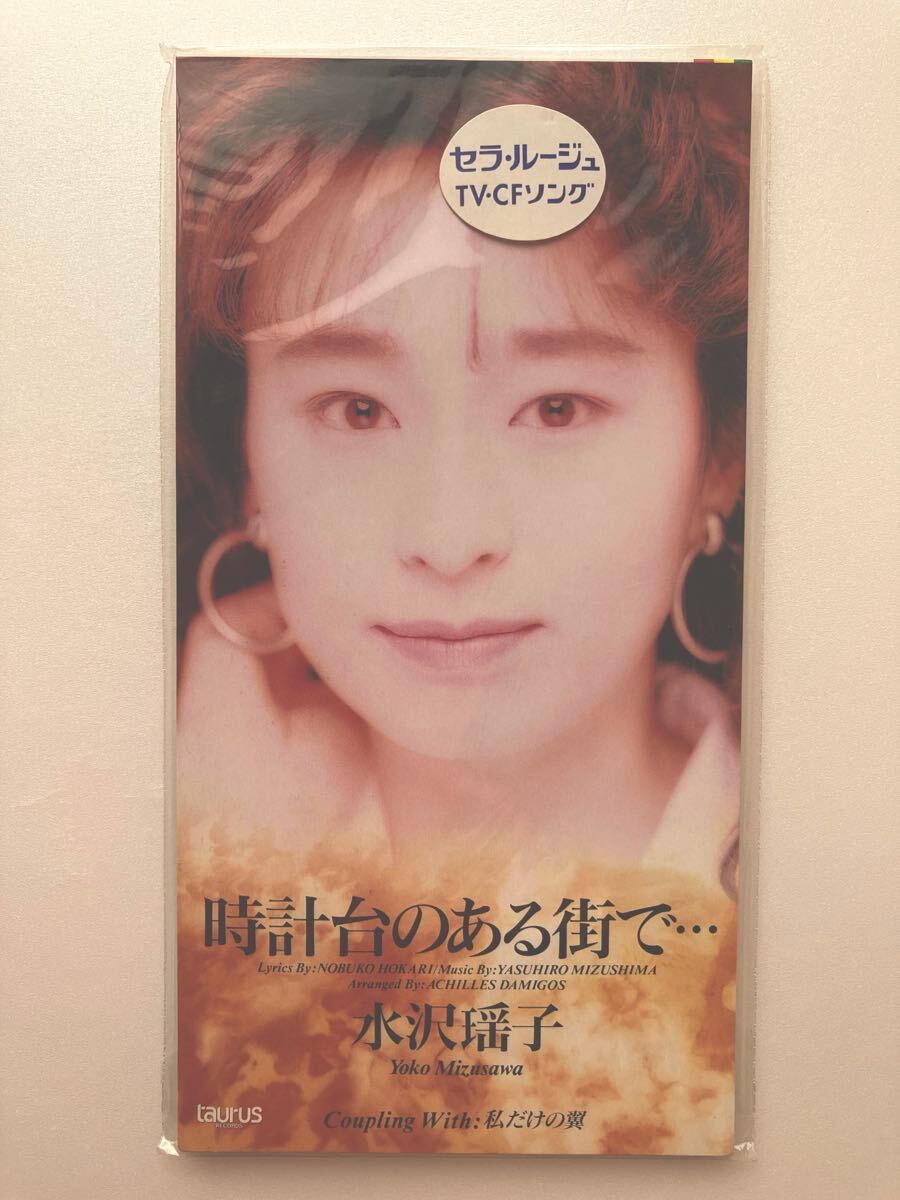 セラ・ルージュ
TV・CFソング
時計台のある街で…
Lyrics By:NOBUKO HOKARI/Music By:YASUHIRO MIZUSHIMA
Arranged By:ACHILLES DAMIGOS
水沢瑶子
Yoko Mizusawa
taurus
RECORDS
Coupling With:私だけの翼